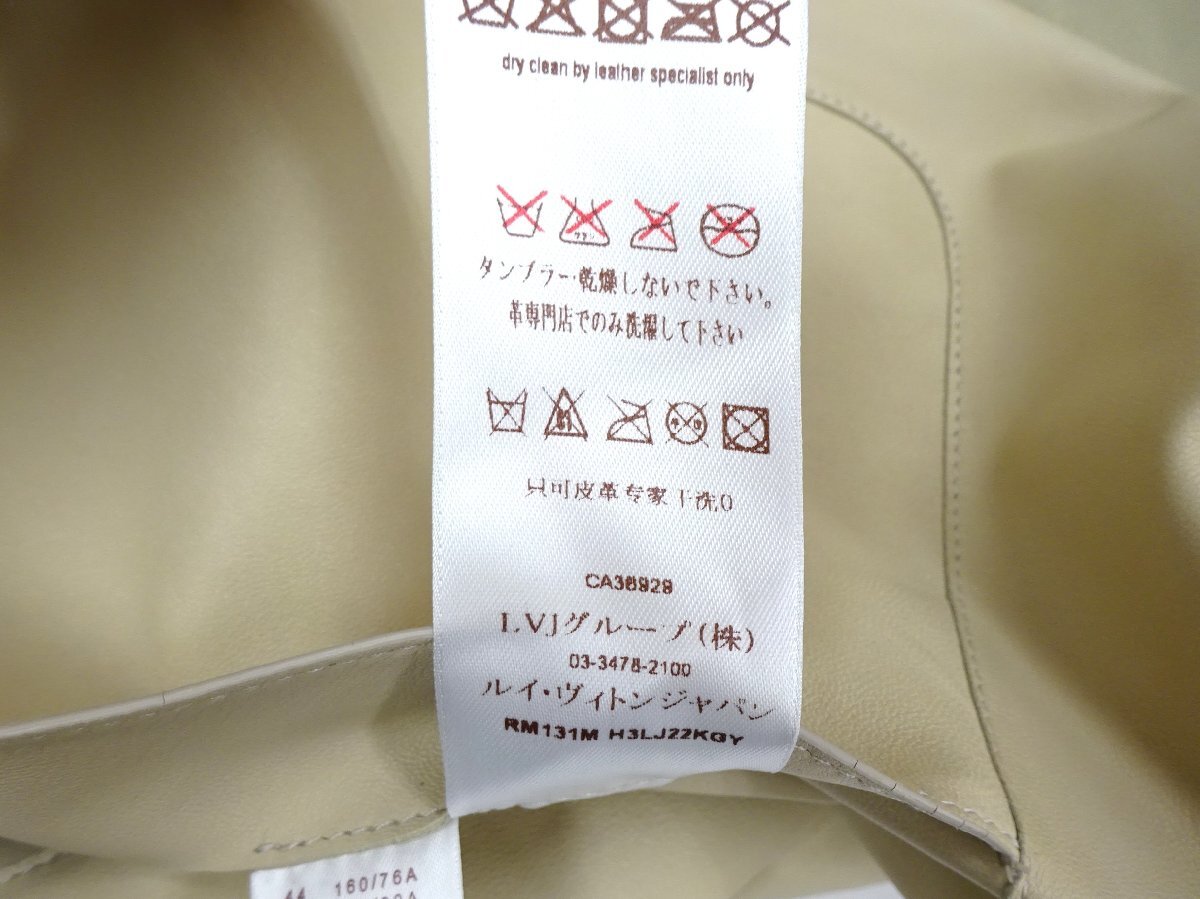 dry clean by leather specialist only
タンブラー乾燥しないで下さい。
革専門店でのみ洗濯して下さい
只可皮革专家干洗()
CA36929
LVJグループ(株)
03-3478-2100
ルイ・ヴィトンジャパン
RM131M H3LJ22KGY
44 160/76A